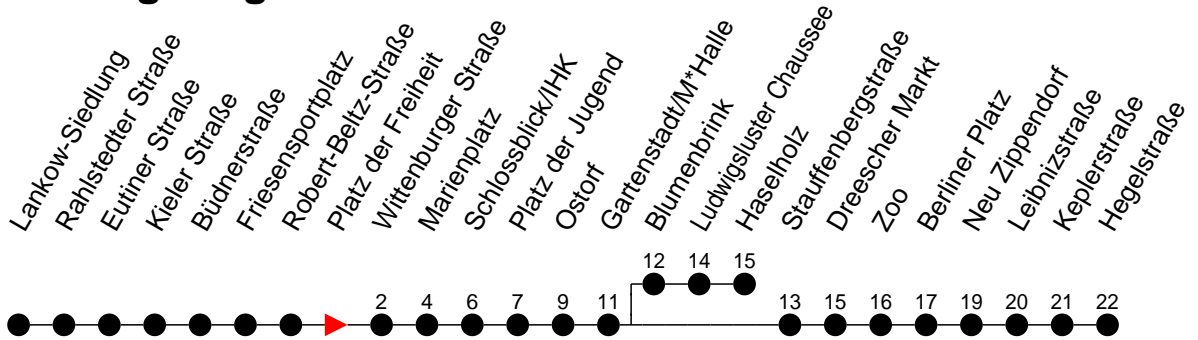 Lankow-Siedlung
Rahlstedter Straße
Eutiner Straße
Kieler Straße
Büdnerstraße
Friesensportplatz
Robert-Beltz-Straße
Platz der Freiheit
Wittenburger Straße
Marienplatz
Schlossblick/IHK
Platz der Jugend
Ostorf
Gartenstadt/M*Halle
Blumenbrink
Ludwigsluster Chaussee
Haselholz
Stauffenbergstraße
Dreescher Markt
Zoo
Berliner Platz
Neu Zippendorf
Leibnizstraße
Keplerstraße
Hegelstraße
12 14 15
2 4 6 7 9 11 13 15 16 17 19 20 21 22